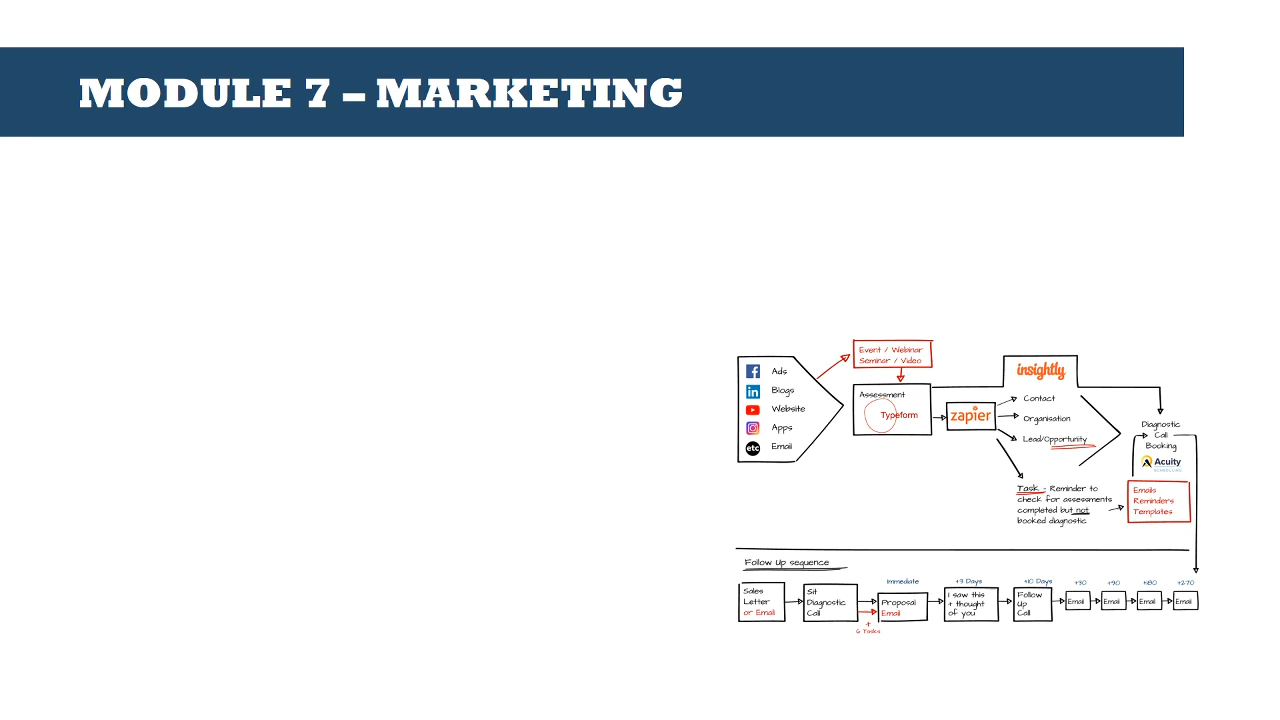 MODULE 7 – MARKETING
Event / Webinar
Seminar / Video
Ads
Blogs
Website
Apps
etc
Email
Assessment
Typeform
zapier
insightly
Contact
Organisation
Lead/Opportunity
Diagnostic
Call
Booking
Acuity
SCHEDULING
Task - Reminder to
check for assessments
completed but not
booked diagnostic
Emails
Reminders
Templates
Follow Up sequence
Sales
Letter
or Email
Sit
Diagnostic
Call
+
6 Tasks
Immediate
Proposal
Email
+3 Days
I saw this
+ thought
of you
+10 Days
Follow
Up
Call
+30
Email
+90
Email
+180
Email
+270
Email